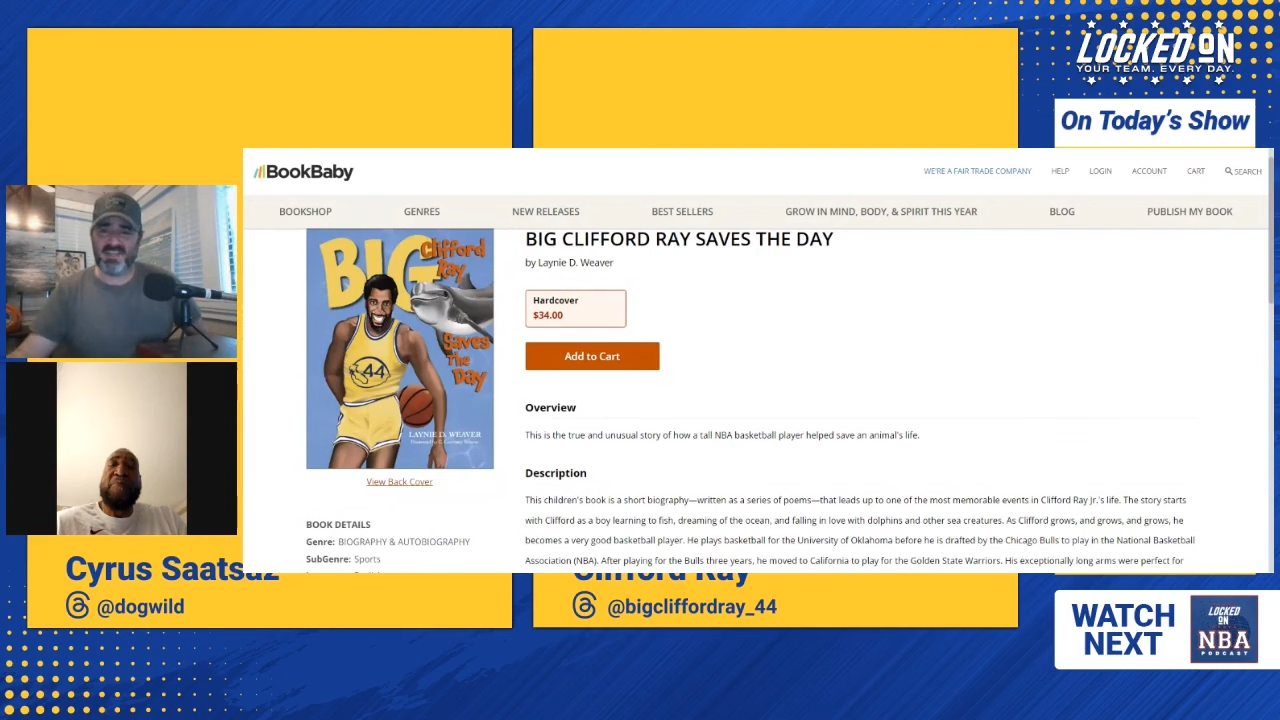 LOCKED ON
YOUR TEAM. EVERY DAY.
On Today's Show
BookBaby
WE'RE A FAIR TRADE COMPANY HELP LOGIN ACCOUNT CART SEARCH
BOOKSHOP GENRES NEW RELEASES BEST SELLERS GROW IN MIND, BODY, & SPIRIT THIS YEAR BLOG PUBLISH MY BOOK
BIG
Clifford
Ray
Saves
The
Day
44
LAYNIE D. WEAVER
View Back Cover
BOOK DETAILS
Genre: BIOGRAPHY & AUTOBIOGRAPHY
SubGenre: Sports
BIG CLIFFORD RAY SAVES THE DAY
by Laynie D. Weaver
Hardcover
$34.00
Add to Cart
Overview
This is the true and unusual story of how a tall NBA basketball player helped save an animal's life.
Description
This children's book is a short biography—written as a series of poems—that leads up to one of the most memorable events in Clifford Ray Jr.'s life. The story starts
with Clifford as a boy learning to fish, dreaming of the ocean, and falling in love with dolphins and other sea creatures. As Clifford grows, and grows, and grows, he
becomes a very good basketball player. He plays basketball for the University of Oklahoma before he is drafted by the Chicago Bulls to play in the National Basketball
Association (NBA). After playing for the Bulls three years, he moved to California to play for the Golden State Warriors. His exceptionally long arms were perfect for
Cyrus Saatsaz
@dogwild
Clifford Ray
@bigcliffordray_44
WATCH
NEXT
LOCKED
ON
NBA
PODCAST